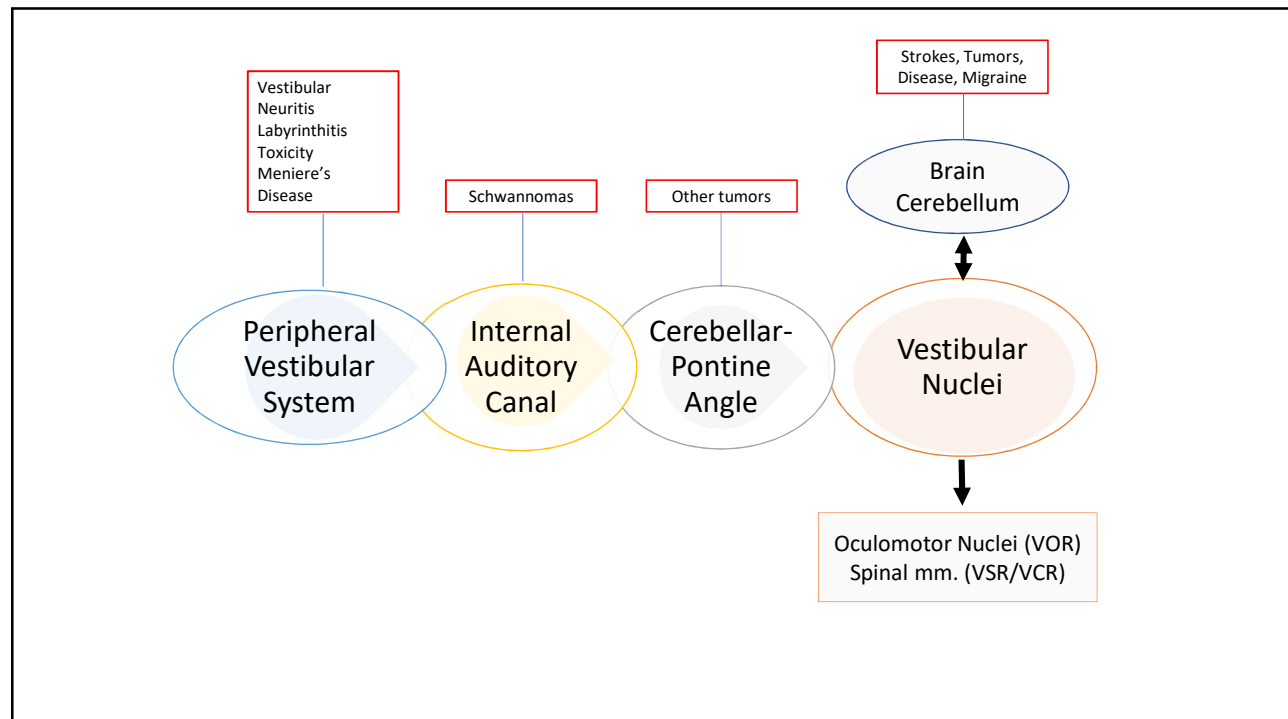 Vestibular
Neuritis
Labyrinthitis
Toxicity
Meniere’s
Disease
Schwannomas
Other tumors
Strokes, Tumors,
Disease, Migraine
Brain
Cerebellum
Peripheral
Vestibular
System
Internal
Auditory
Canal
Cerebellar-
Pontine
Angle
Vestibular
Nuclei
Oculomotor Nuclei (VOR)
Spinal mm. (VSR/VCR)